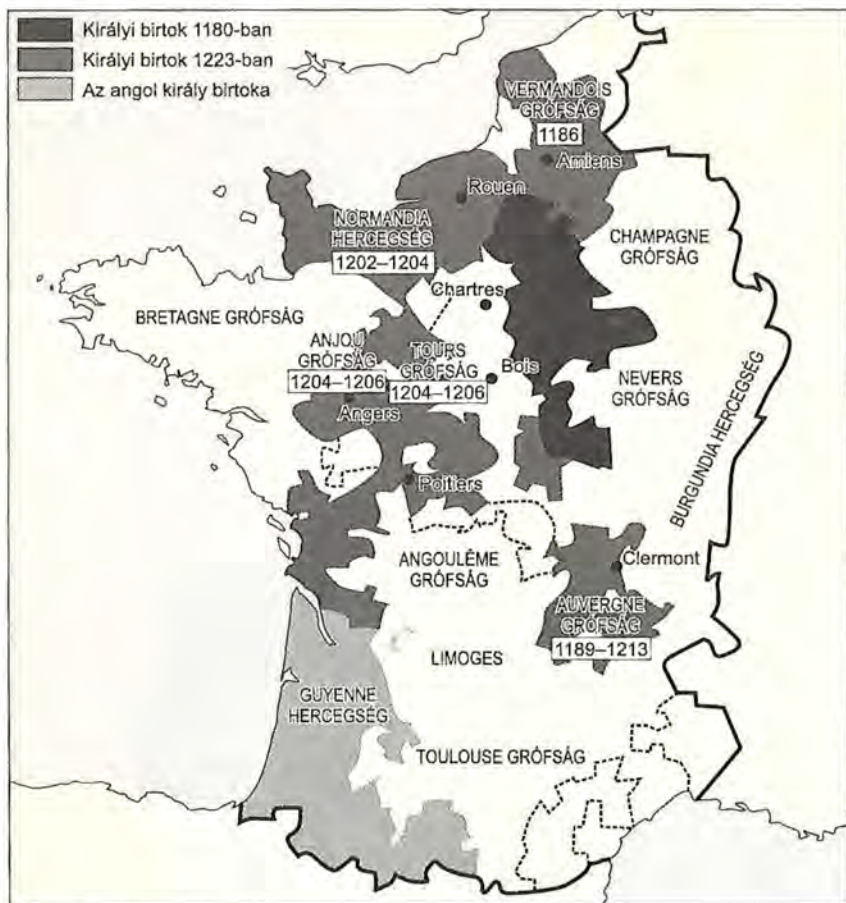 Királyi birtok 1180-ban
Királyi birtok 1223-ban
Az angol király birtoka
VERMANDOIS
GRÓFSÁG
1186
Amiens
Rouen
NORMANDIA
HERCEGSÉG
1202–1204
CHAMPAGNE
GRÓFSÁG
Chartres
BRETAGNE GRÓFSÁG
ANJOU
GRÓFSÁG
1204–1206
TOURS
GRÓFSÁG
1204–1206
Bois
Angers
NEVERS
GRÓFSÁG
BURGUNDIA HERCEGSÉG
Poitiers
ANGOULÊME
GRÓFSÁG
Clermont
AUVERGNE
GRÓFSÁG
1189–1213
LIMOGES
GUYENNE
HERCEGSÉG
TOULOUSE GRÓFSÁG